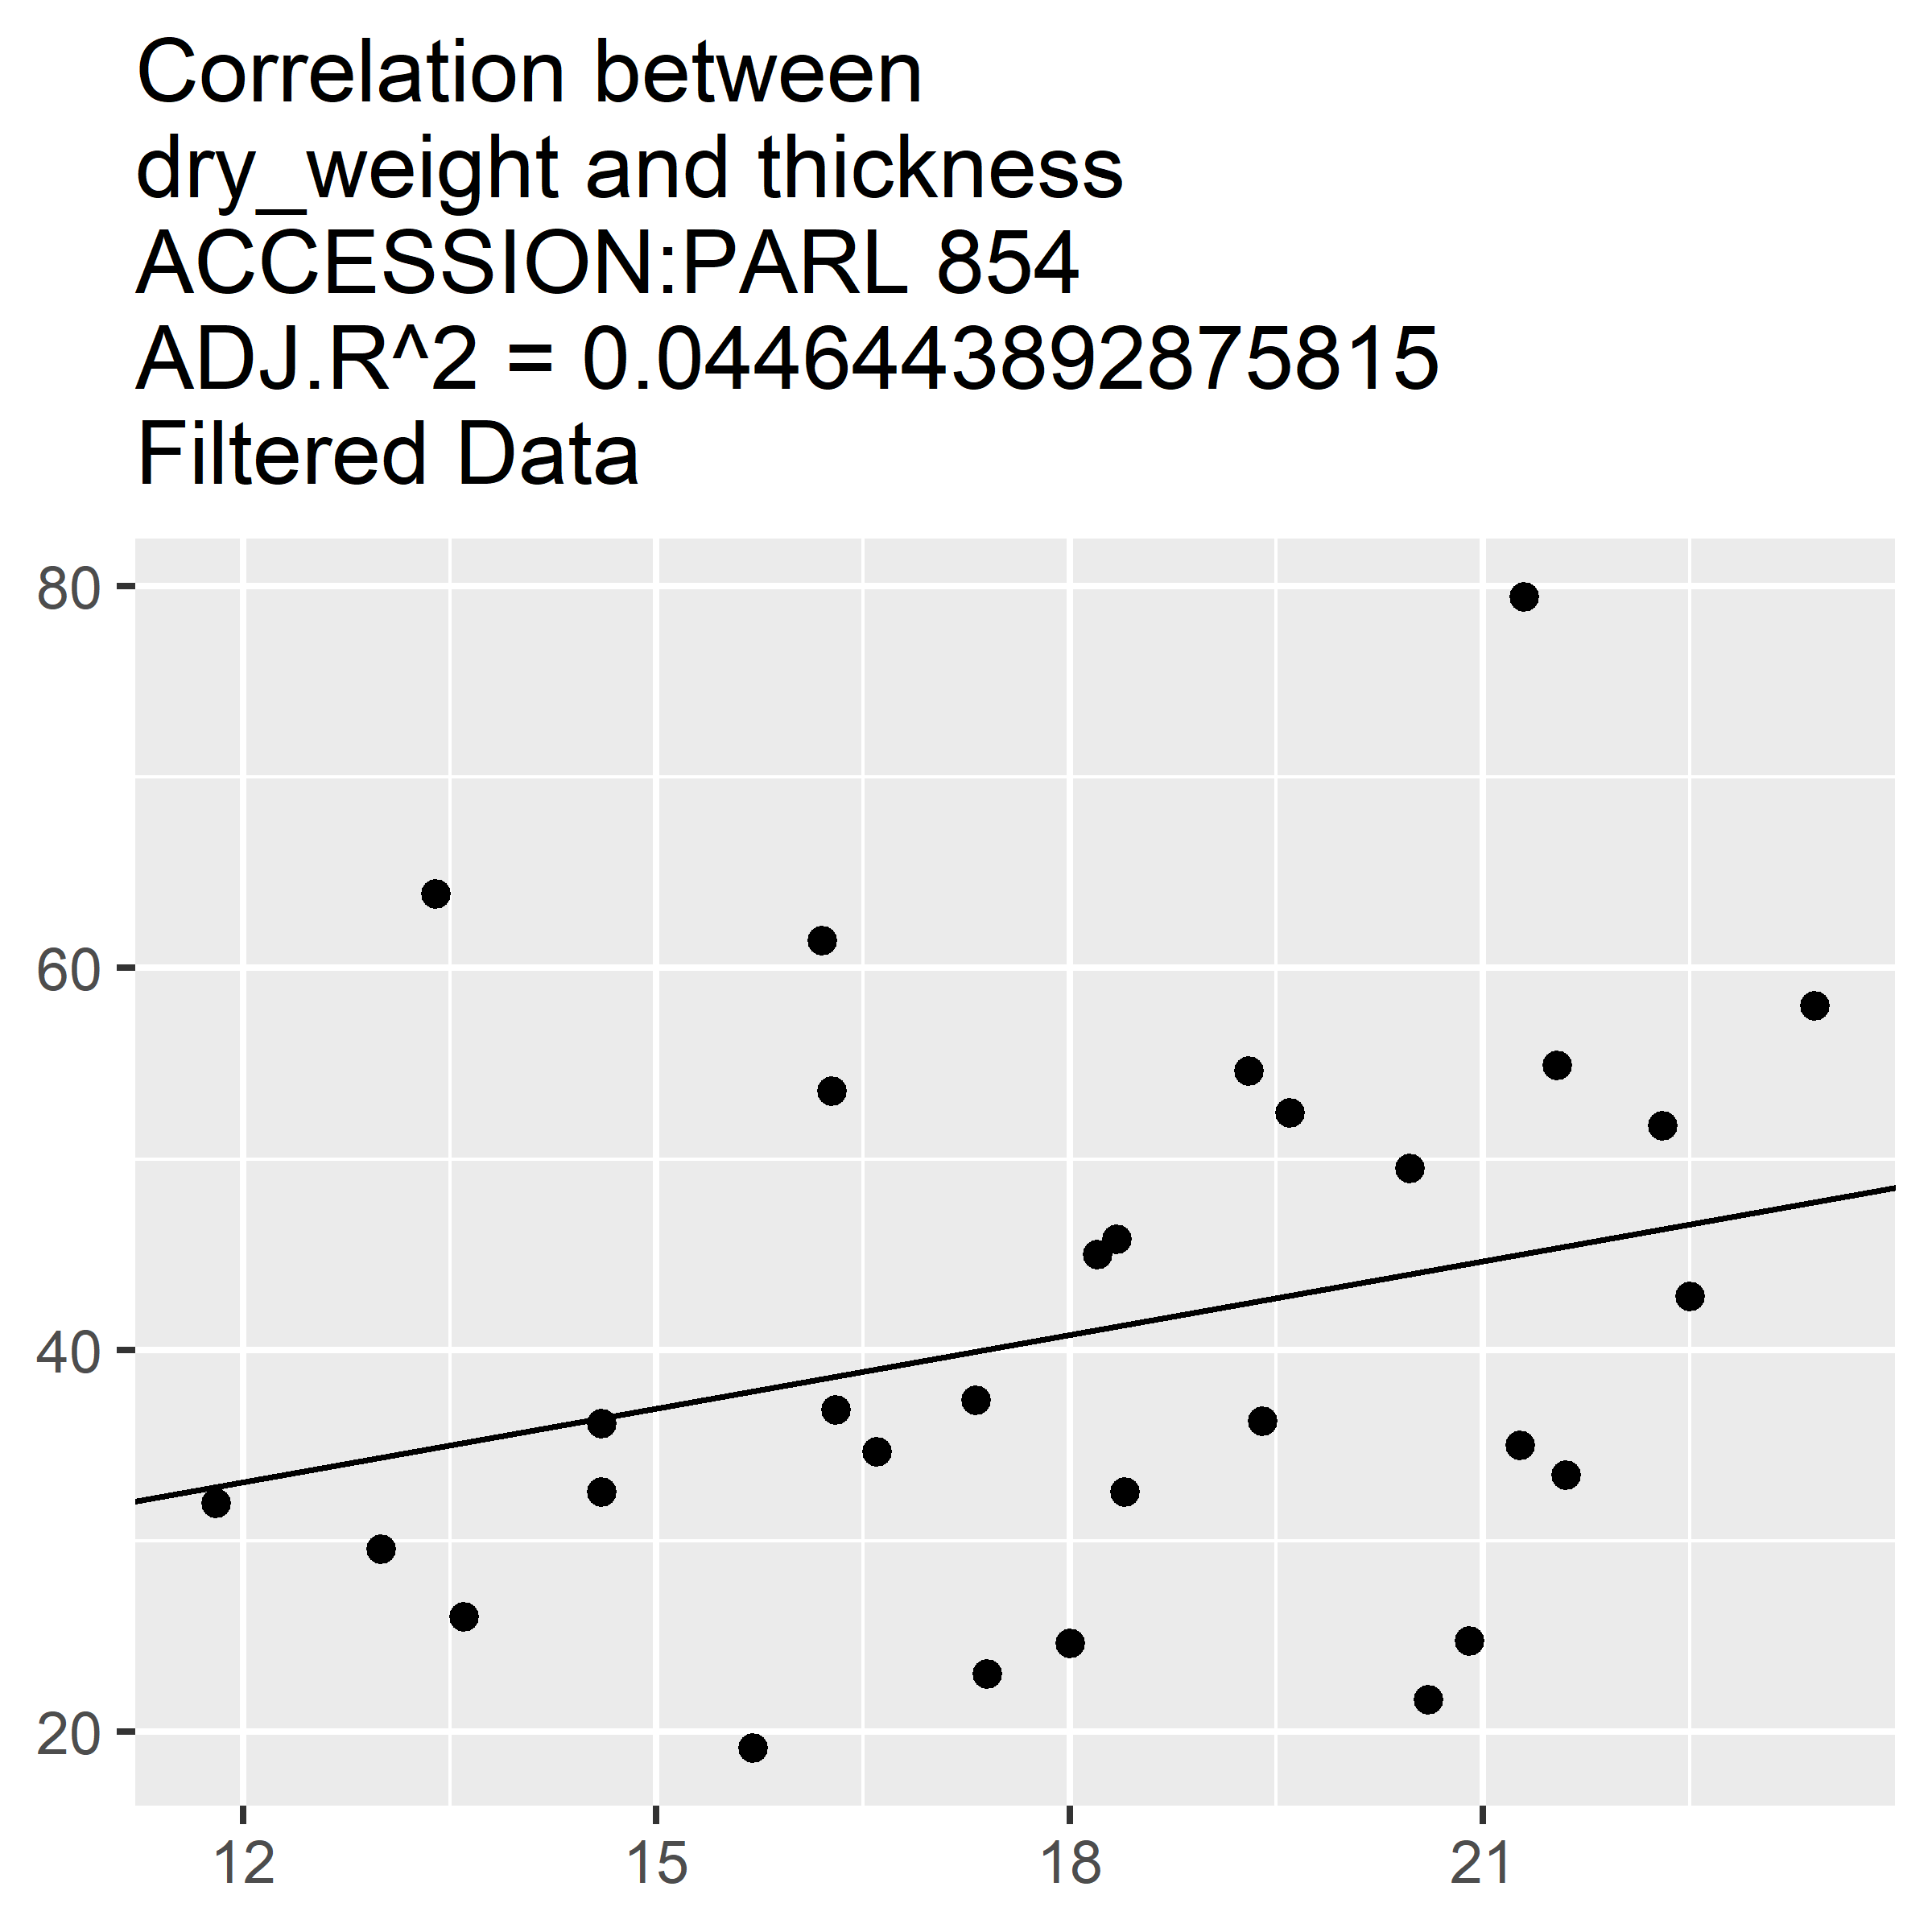 Correlation between
dry_weight and thickness
ACCESSION:PARL 854
ADJ.R^2 = 0.0446443892875815
Filtered Data
80
60
40
20
12 15 18 21